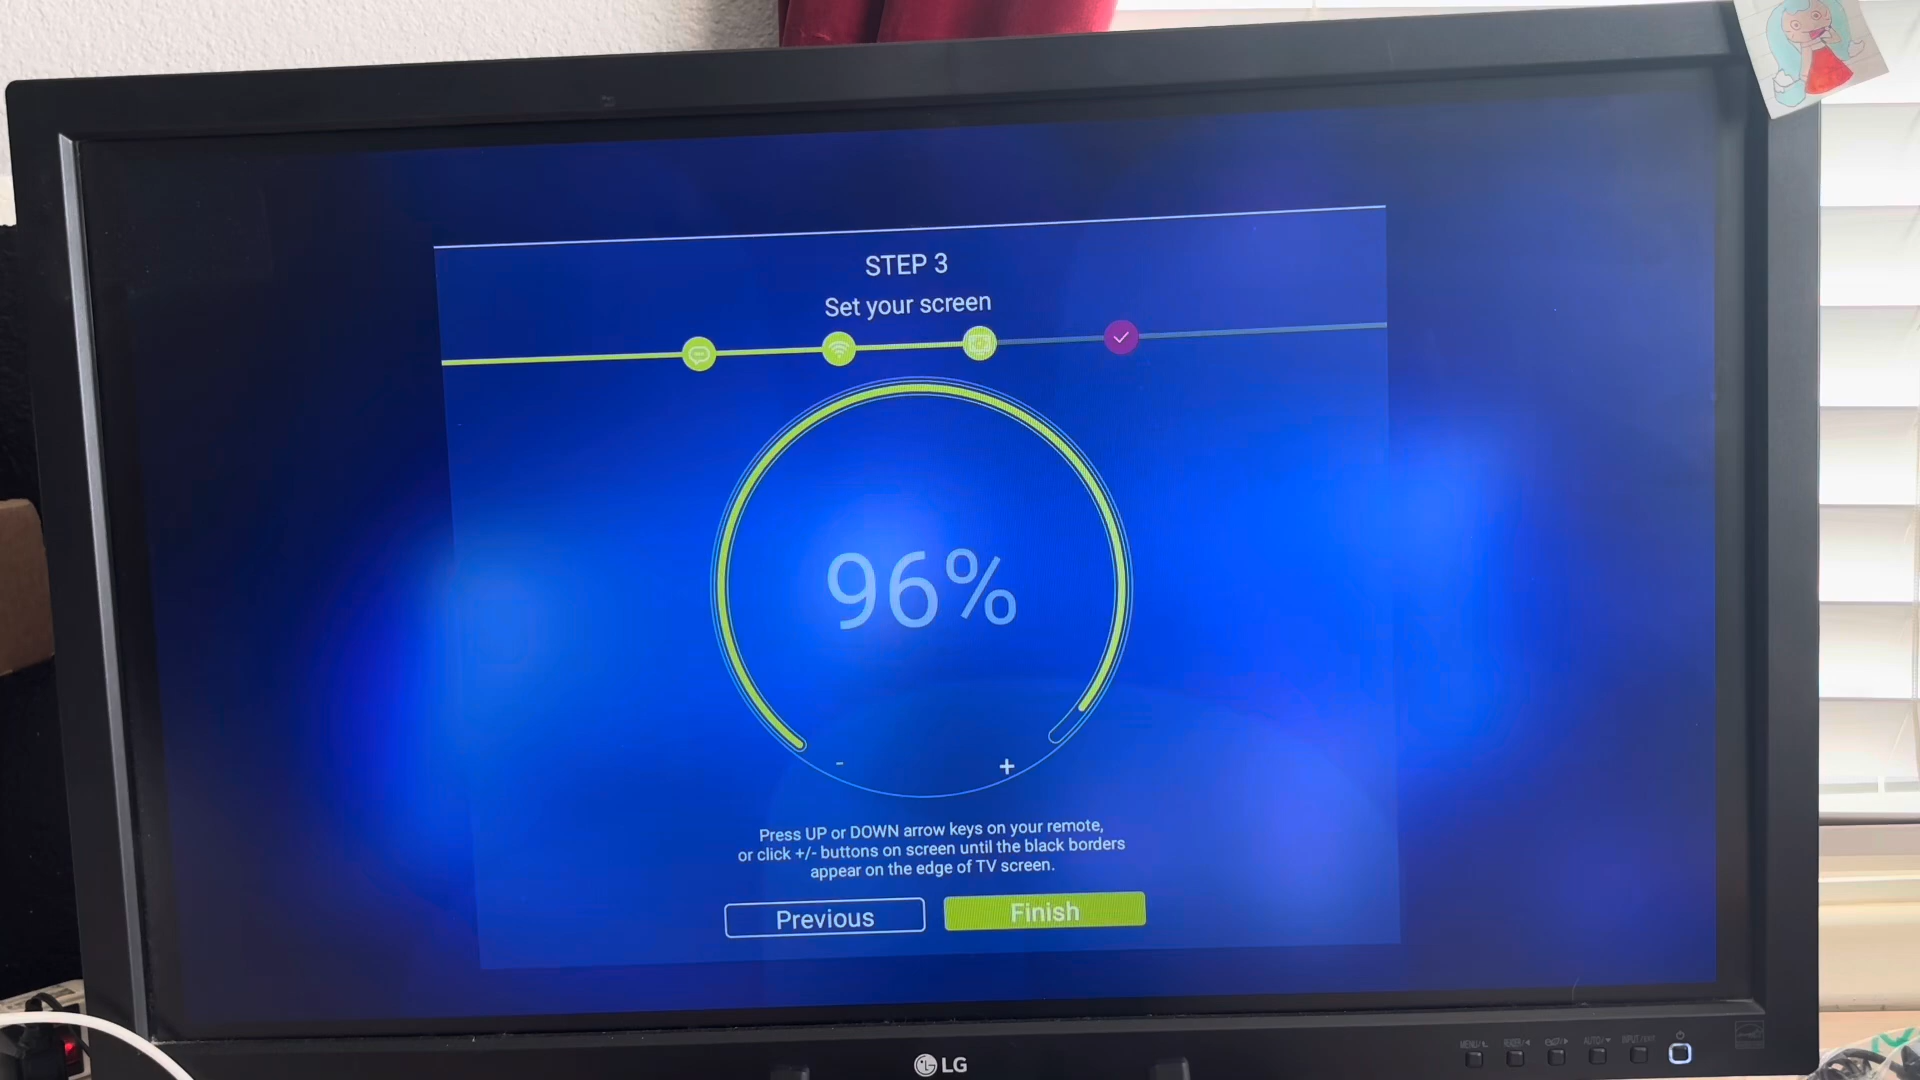 STEP 3
Set your screen
96%
- +
Press UP or DOWN arrow keys on your remote,
or click +/- buttons on screen until the black borders
appear on the edge of TV screen.
Previous Finish
LG